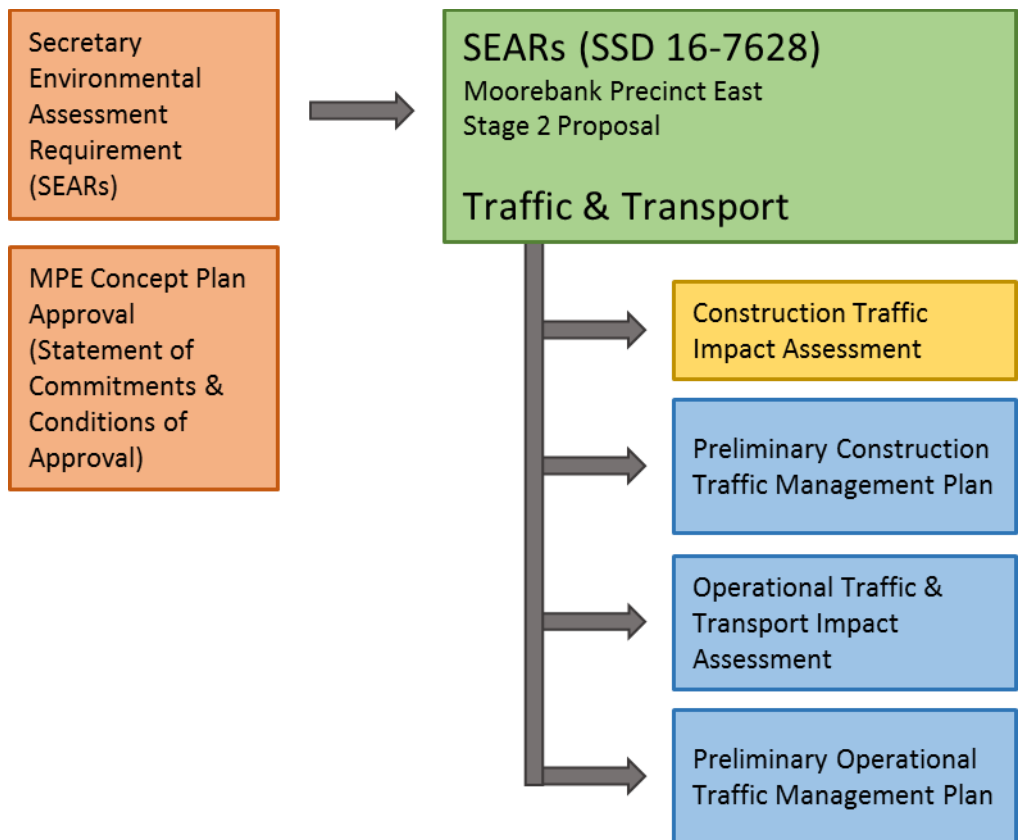 Secretary
Environmental
Assessment
Requirement
(SEARs)
MPE Concept Plan
Approval
(Statement of
Commitments &
Conditions of
Approval)
SEARs (SSD 16-7628)
Moorebank Precinct East
Stage 2 Proposal
Traffic & Transport
Construction Traffic
Impact Assessment
Preliminary Construction
Traffic Management Plan
Operational Traffic &
Transport Impact
Assessment
Preliminary Operational
Traffic Management Plan